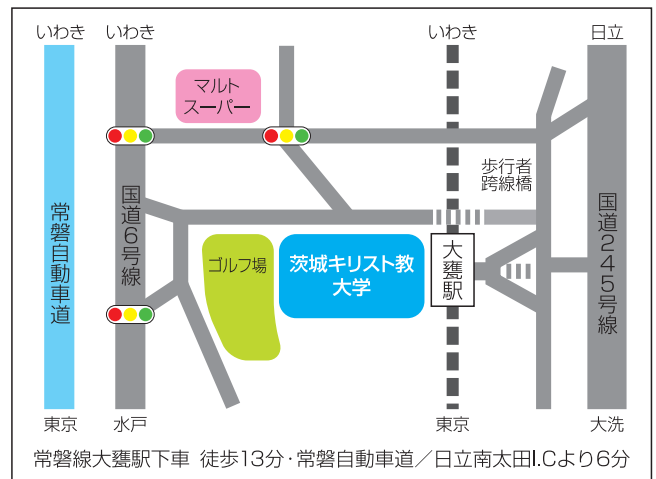 いわき
いわき
いわき
日立
マルト
スーパー
歩行者
跨線橋
常磐自動車道
国道6号線
国道245号線
ゴルフ場
茨城キリスト教
大学
大甕駅
東京
水戸
東京
大洗
常磐線大甕駅下車 徒歩13分・常磐自動車道／日立南太田I.Cより6分